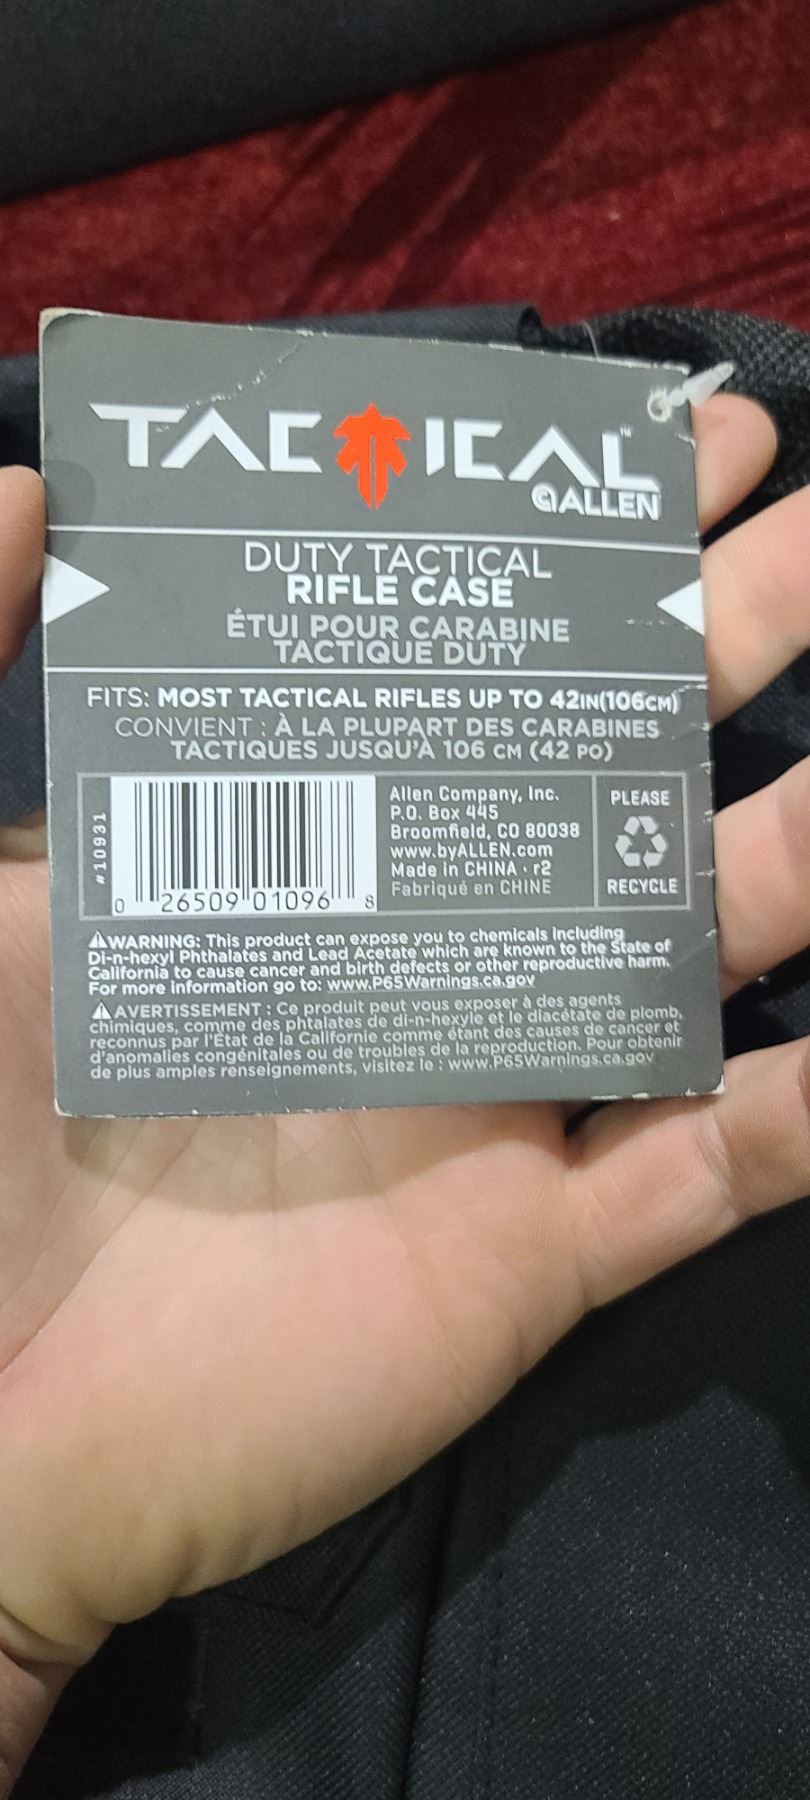 TACTICAL™
@ALLEN
DUTY TACTICAL
RIFLE CASE
ÉTUI POUR CARABINE
TACTIQUE DUTY
FITS: MOST TACTICAL RIFLES UP TO 42IN(106CM)
CONVIENT : À LA PLUPART DES CARABINES
TACTIQUES JUSQU'À 106 CM (42 PO)
#10931
0 26509 01096 8
Allen Company, Inc.
P.O. Box 445
Broomfield, CO 80038
www.byALLEN.com
Made in CHINA · r2
Fabriqué en CHINE
PLEASE
RECYCLE
⚠WARNING: This product can expose you to chemicals including
Di-n-hexyl Phthalates and Lead Acetate which are known to the State of
California to cause cancer and birth defects or other reproductive harm.
For more information go to: www.P65Warnings.ca.gov
⚠AVERTISSEMENT : Ce produit peut vous exposer à des agents
chimiques, comme des phtalates de di-n-hexyle et le diacétate de plomb,
reconnus par l'État de la Californie comme étant des causes de cancer et
d'anomalies congénitales ou de troubles de la reproduction. Pour obtenir
de plus amples renseignements, visitez le : www.P65Warnings.ca.gov